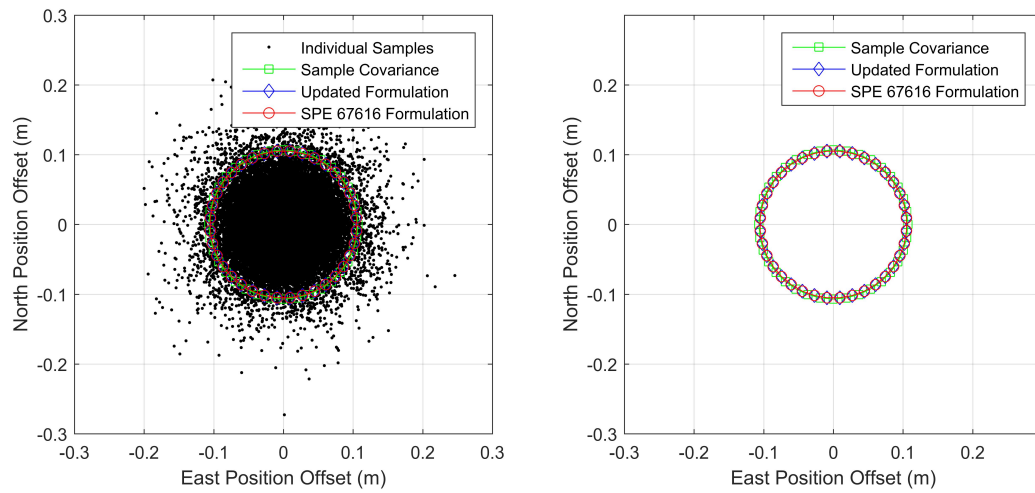 0.3
0.2
0.1
0
-0.1
-0.2
-0.3
North Position Offset (m)
Individual Samples
Sample Covariance
Updated Formulation
SPE 67616 Formulation
-0.3 -0.2 -0.1 0 0.1 0.2 0.3
East Position Offset (m)
0.3
0.2
0.1
0
-0.1
-0.2
-0.3
North Position Offset (m)
Sample Covariance
Updated Formulation
SPE 67616 Formulation
-0.3 -0.2 -0.1 0 0.1 0.2 0.3
East Position Offset (m)